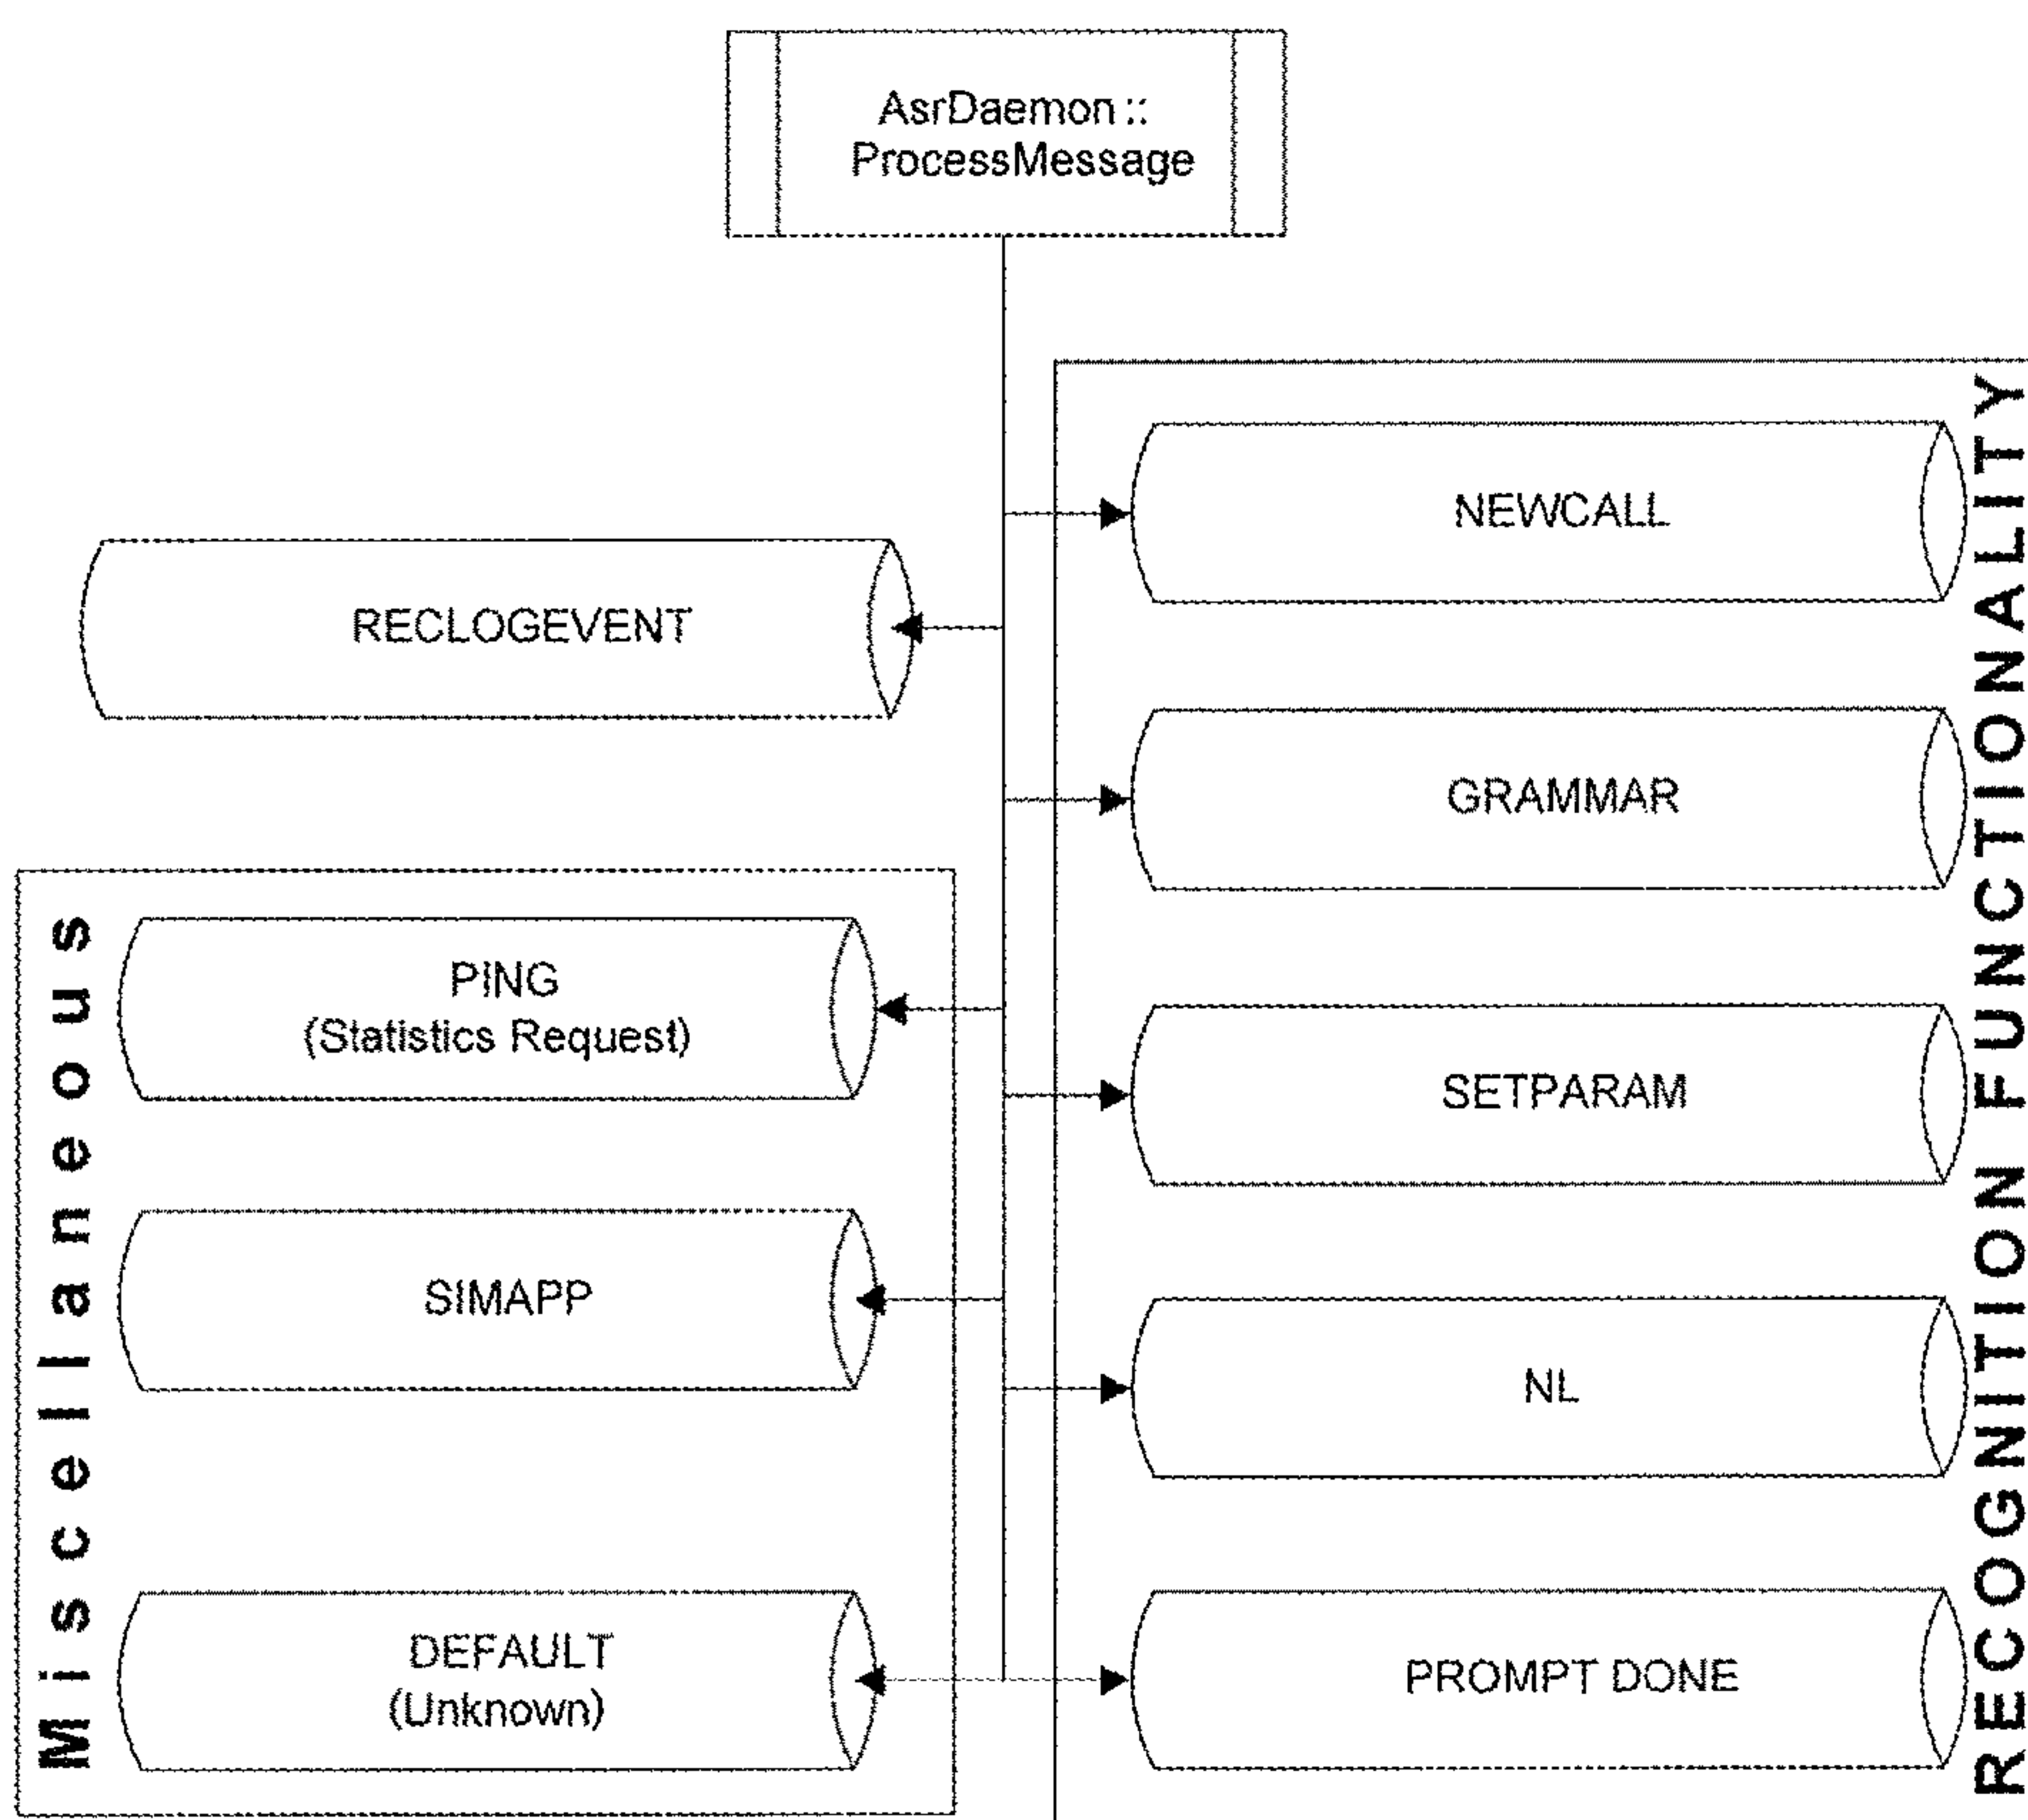 AsrDaemon ::
ProcessMessage
RECLOGEVENT
Miscellaneous
PING
(Statistics Request)
SIMAPP
DEFAULT
(Unknown)
RECOGNITION FUNCTIONALITY
NEWCALL
GRAMMAR
SETPARAM
NL
PROMPT DONE